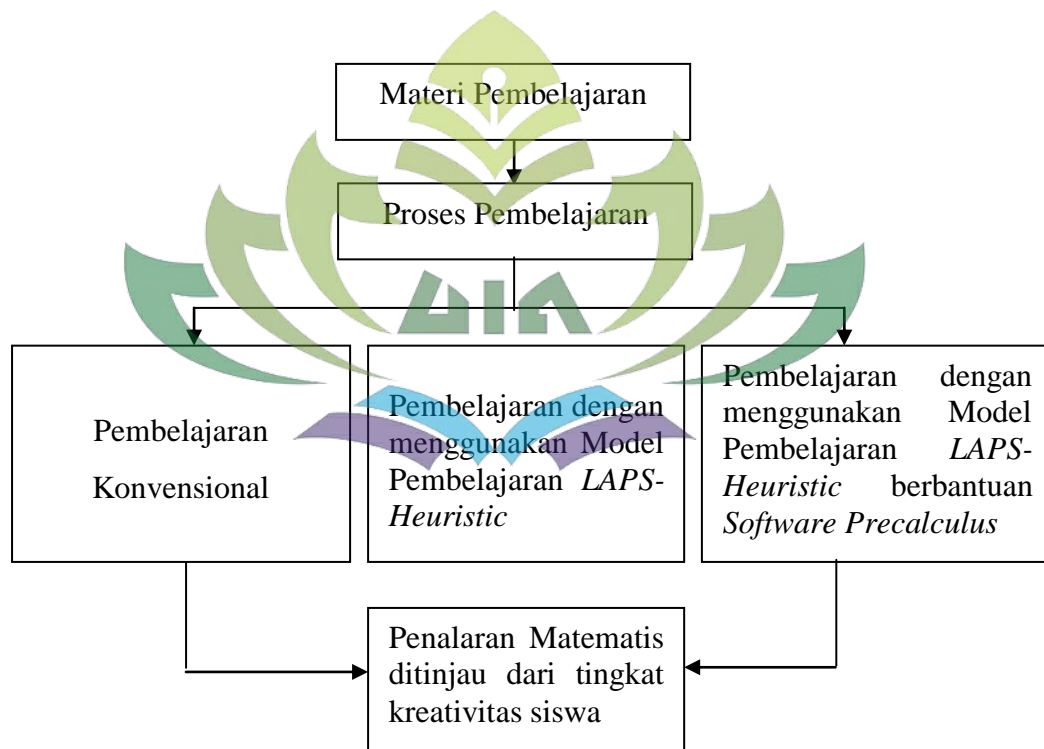 Materi Pembelajaran
Proses Pembelajaran
UIN
Pembelajaran
Konvensional
Pembelajaran dengan
menggunakan Model
Pembelajaran LAPS-
Heuristic
Pembelajaran dengan
menggunakan Model
Pembelajaran LAPS-
Heuristic berbantuan
Software Precalculus
Penalaran Matematis
ditinjau dari tingkat
kreativitas siswa